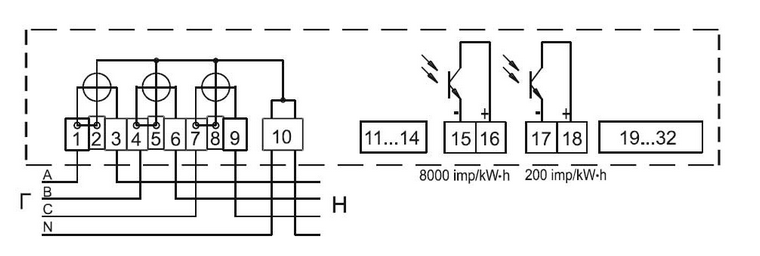 1 2 3 4 5 6 7 8 9 10 11...14 15 16 17 18 19...32
- + - +
8000 imp/kW·h 200 imp/kW·h
A
B
C
N
Г
Н